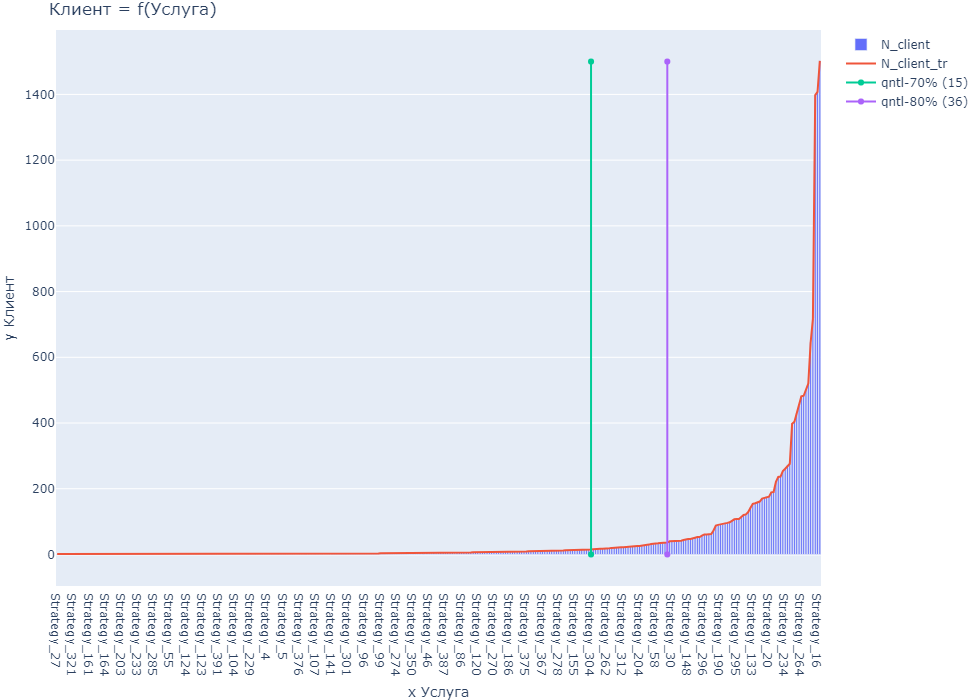 Клиент = f(Услуга)
N_client
N_client_tr
qntl-70% (15)
qntl-80% (36)
1400
1200
1000
800
600
400
200
0
y Клиент
Strategy_27
Strategy_321
Strategy_161
Strategy_164
Strategy_203
Strategy_233
Strategy_285
Strategy_55
Strategy_124
Strategy_123
Strategy_391
Strategy_104
Strategy_229
Strategy_4
Strategy_5
Strategy_376
Strategy_107
Strategy_141
Strategy_301
Strategy_96
Strategy_99
Strategy_274
Strategy_350
Strategy_46
Strategy_387
Strategy_86
Strategy_120
Strategy_270
Strategy_186
Strategy_375
Strategy_367
Strategy_278
Strategy_155
Strategy_304
Strategy_262
Strategy_312
Strategy_204
Strategy_58
Strategy_30
Strategy_148
Strategy_296
Strategy_190
Strategy_295
Strategy_133
Strategy_20
Strategy_234
Strategy_264
Strategy_16
x Услуга